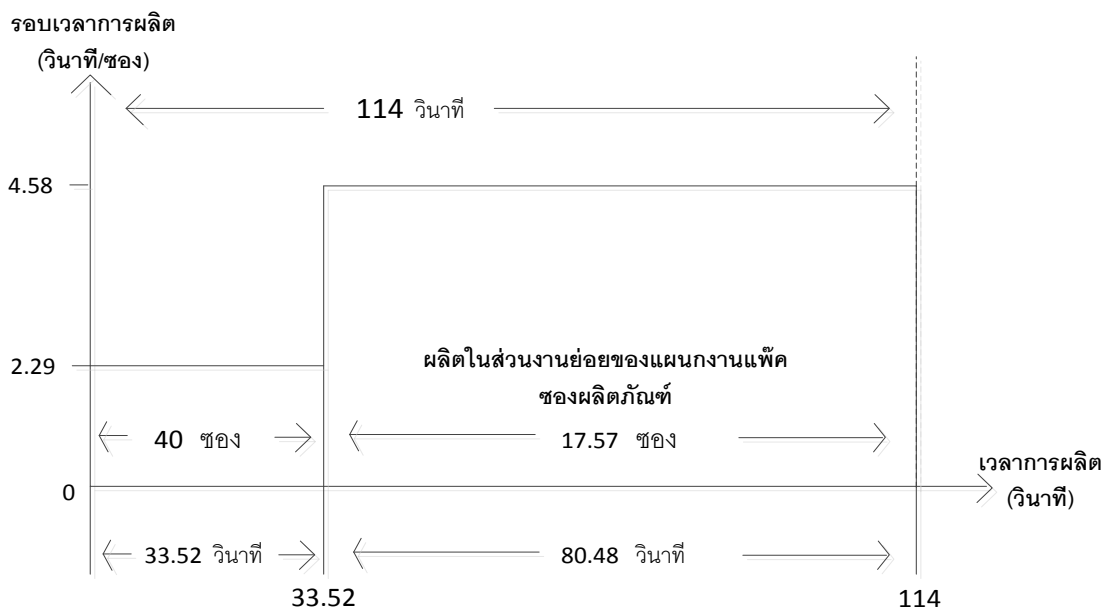 รอบเวลาการผลิต
(วินาที/ซอง)
114 วินาที
4.58
2.29
ผลิตในส่วนงานย่อยของแผนกงานแพ๊ค
ซองผลิตภัณฑ์
40 ซอง
17.57 ซอง
เวลาการผลิต
(วินาที)
0
33.52 วินาที
80.48 วินาที
33.52
114